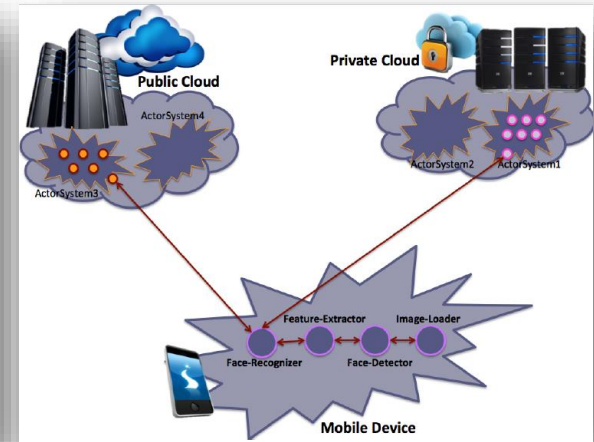 Public Cloud
Private Cloud
ActorSystem4
ActorSystem3
ActorSystem2
ActorSystem1
Feature-Extractor
Image-Loader
Face-Recognizer
Face-Detector
Mobile Device